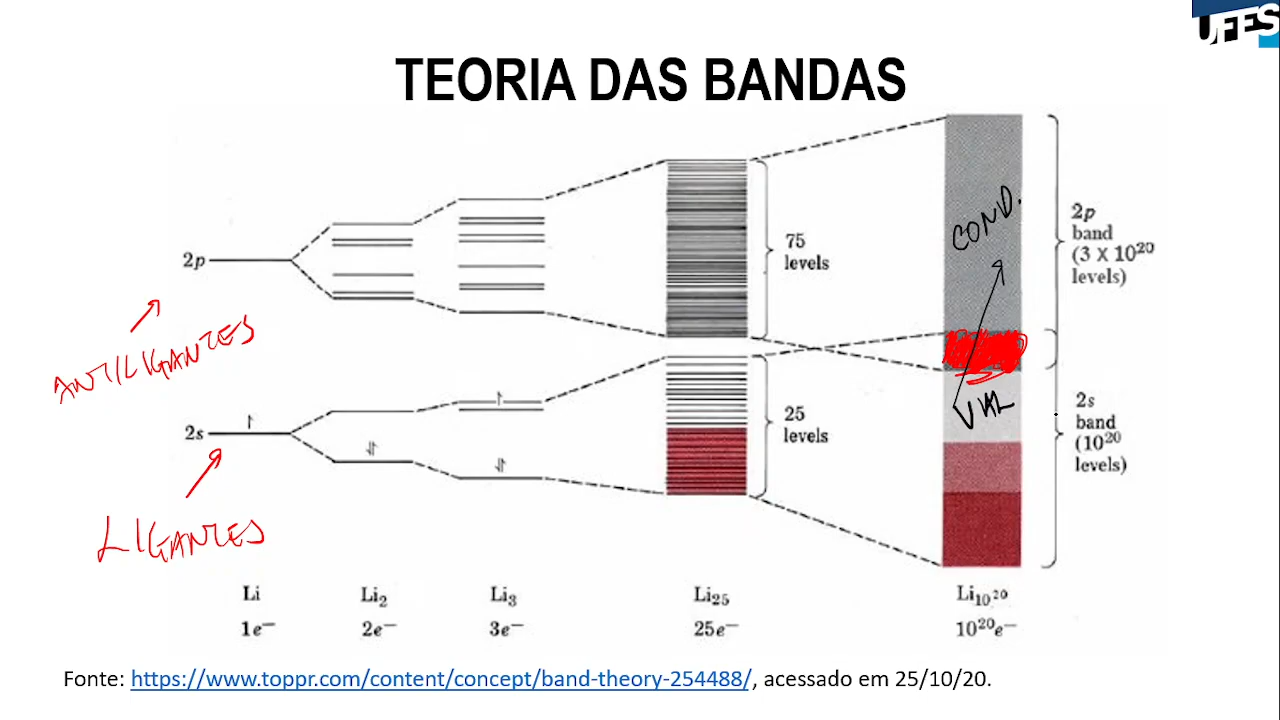 UFES
TEORIA DAS BANDAS
COND.
2p
band
(3 X 10²⁰
levels)
75
levels
2p
ANTILIGANTES
VAL
2s
band
(10²⁰
levels)
25
levels
2s
LIGANTES
Li Li₂ Li₃ Li₂₅ Li₁₀²⁰
1e⁻ 2e⁻ 3e⁻ 25e⁻ 10²⁰e⁻
Fonte: https://www.toppr.com/content/concept/band-theory-254488/, acessado em 25/10/20.